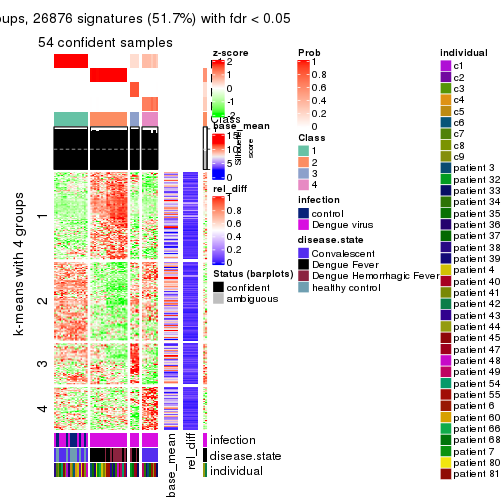 oups, 26876 signatures (51.7%) with fdr < 0.05
54 confident samples
k-means with 4 groups
1
2
3
4
z-score
2
1
0
-1
-2
Class
base_mean
15
10
5
0
Silhouette
score
rel_diff
1
0.8
0.6
0.4
0.2
0
Status (barplots)
confident
ambiguous
Prob
1
0.8
0.6
0.4
0.2
0
Class
1
2
3
4
infection
control
Dengue virus
disease.state
Convalescent
Dengue Fever
Dengue Hemorrhagic Fever
healthy control
individual
c1
c2
c3
c4
c5
c6
c7
c8
c9
patient 3
patient 32
patient 33
patient 34
patient 35
patient 36
patient 37
patient 38
patient 39
patient 4
patient 40
patient 41
patient 42
patient 43
patient 44
patient 45
patient 47
patient 48
patient 49
patient 54
patient 55
patient 6
patient 60
patient 66
patient 68
patient 7
patient 80
patient 81
infection
disease.state
individual
base_mean
rel_diff